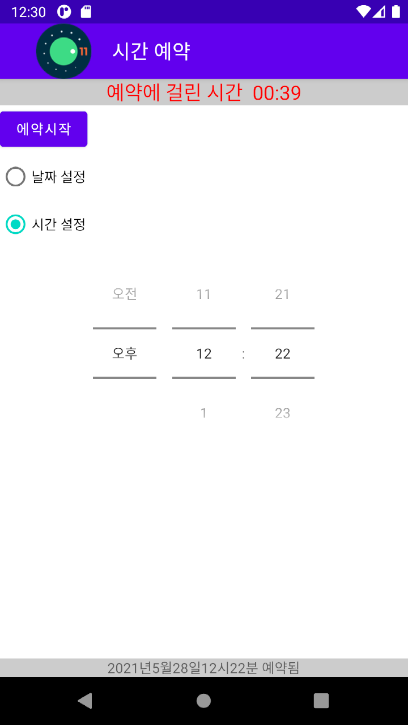 12:30
11
시간 예약
예약에 걸린 시간 00:39
예약시작
날짜 설정
시간 설정
오전 11 21
오후 12 : 22
1 23
2021년5월28일12시22분 예약됨